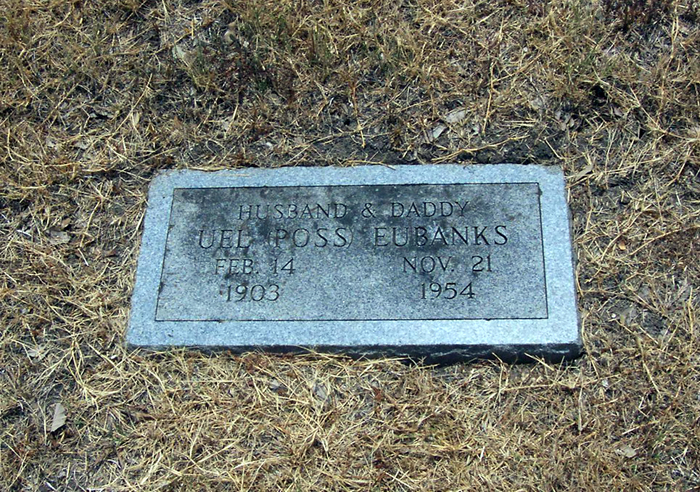 HUSBAND & DADDY
UEL (POSS) EUBANKS
FEB. 14 NOV. 21
1903 1954